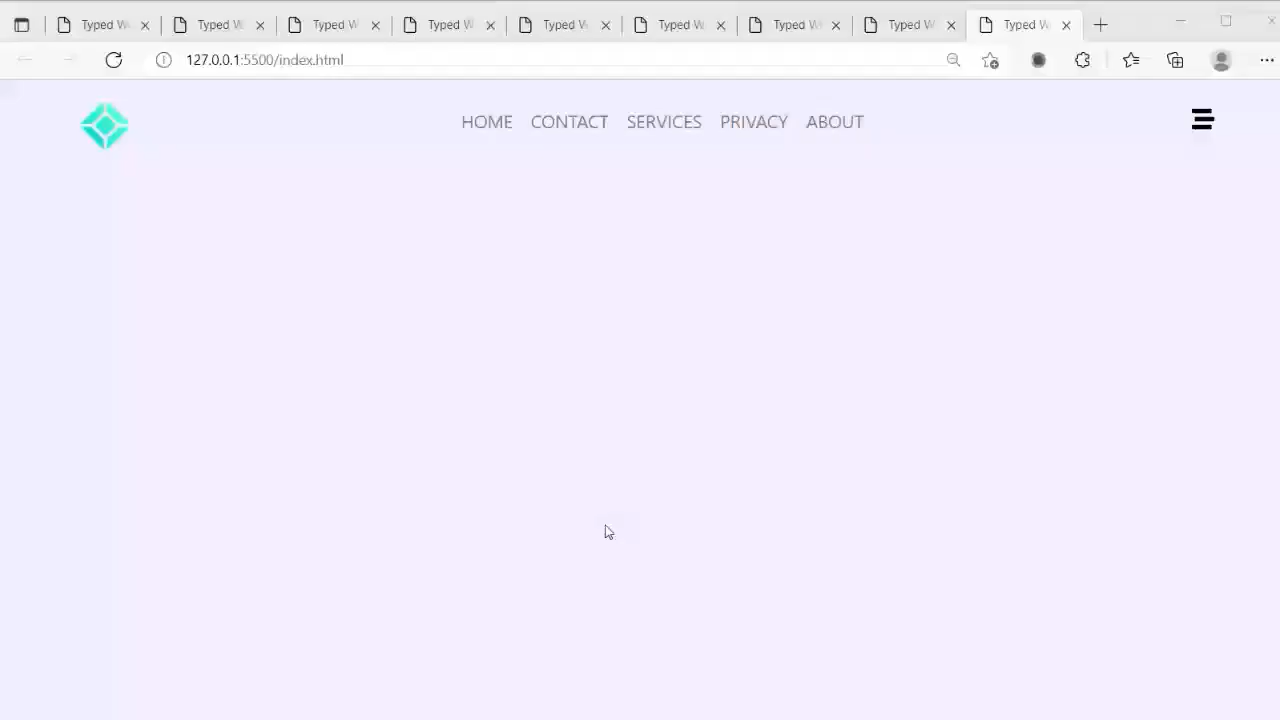 Typed W Typed W Typed W Typed W Typed W Typed W Typed W Typed W Typed W
127.0.0.1:5500/index.html
HOME CONTACT SERVICES PRIVACY ABOUT